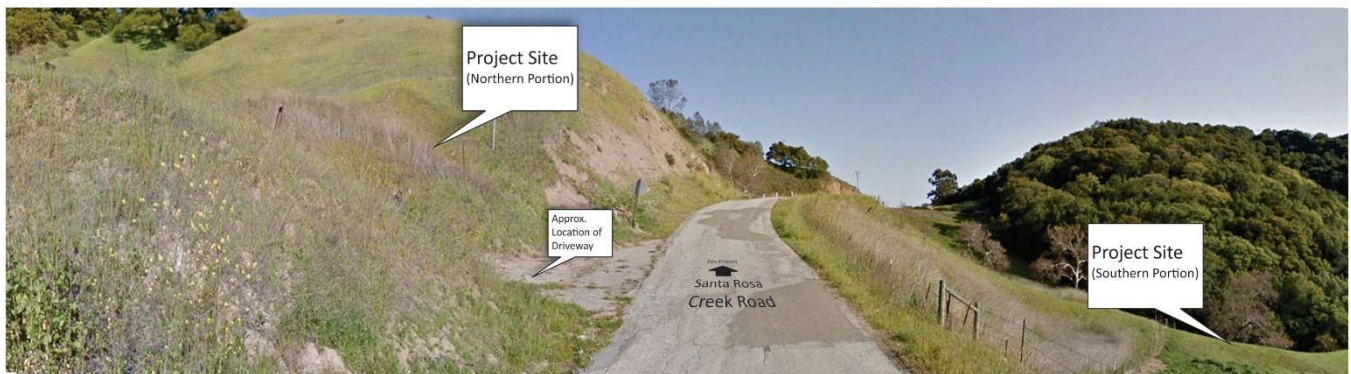 Project Site
(Northern Portion)
Approx.
Location of
Driveway
Southeast
Santa Rosa
Creek Road
Project Site
(Southern Portion)